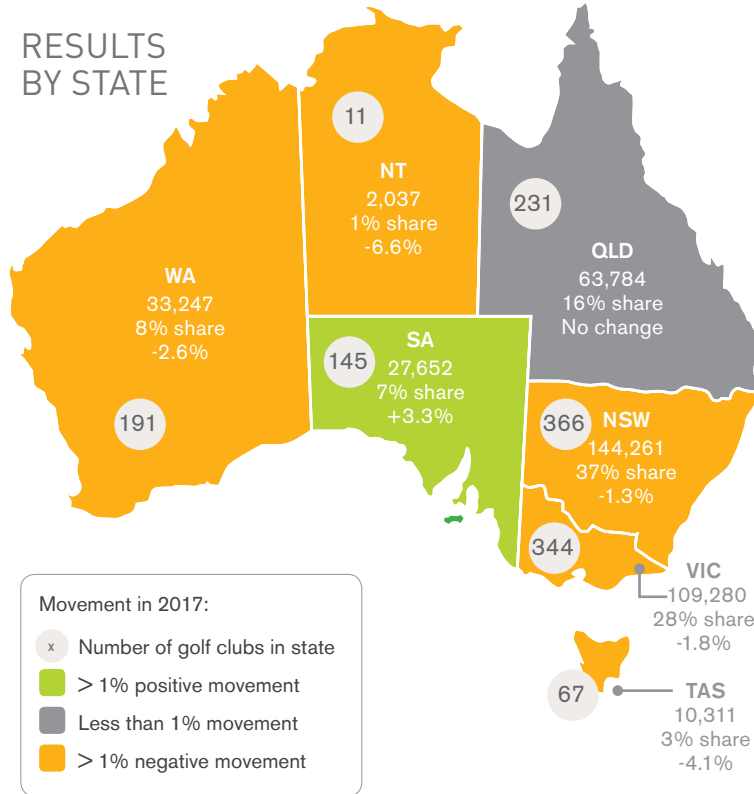 RESULTS
BY STATE
11
NT
2,037
1% share
-6.6%
231
QLD
63,784
16% share
No change
WA
33,247
8% share
-2.6%
191
145
SA
27,652
7% share
+3.3%
366
NSW
144,261
37% share
-1.3%
344
VIC
109,280
28% share
-1.8%
67
TAS
10,311
3% share
-4.1%
Movement in 2017:
x Number of golf clubs in state
> 1% positive movement
Less than 1% movement
> 1% negative movement